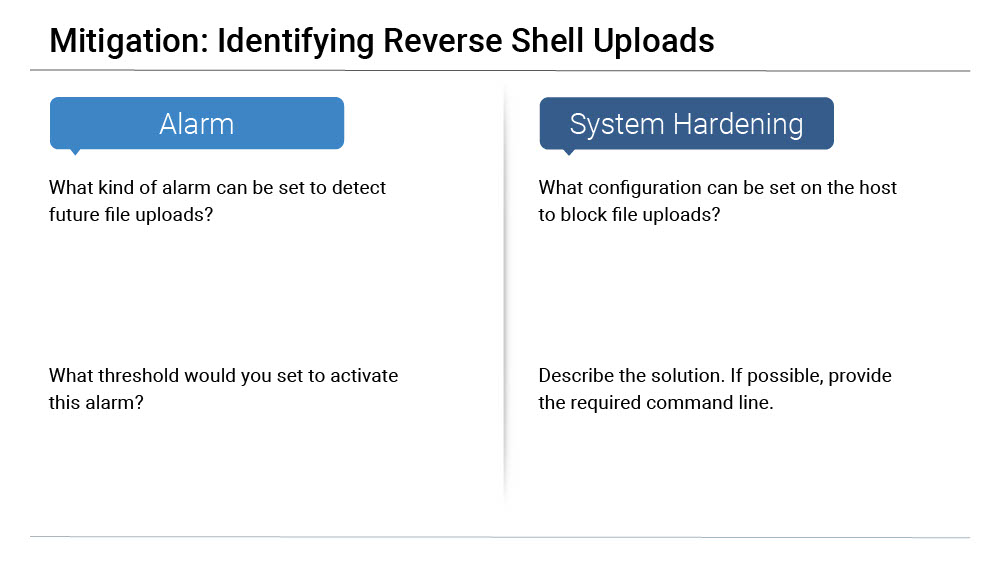 Mitigation: Identifying Reverse Shell Uploads
Alarm
What kind of alarm can be set to detect
future file uploads?
What threshold would you set to activate
this alarm?
System Hardening
What configuration can be set on the host
to block file uploads?
Describe the solution. If possible, provide
the required command line.